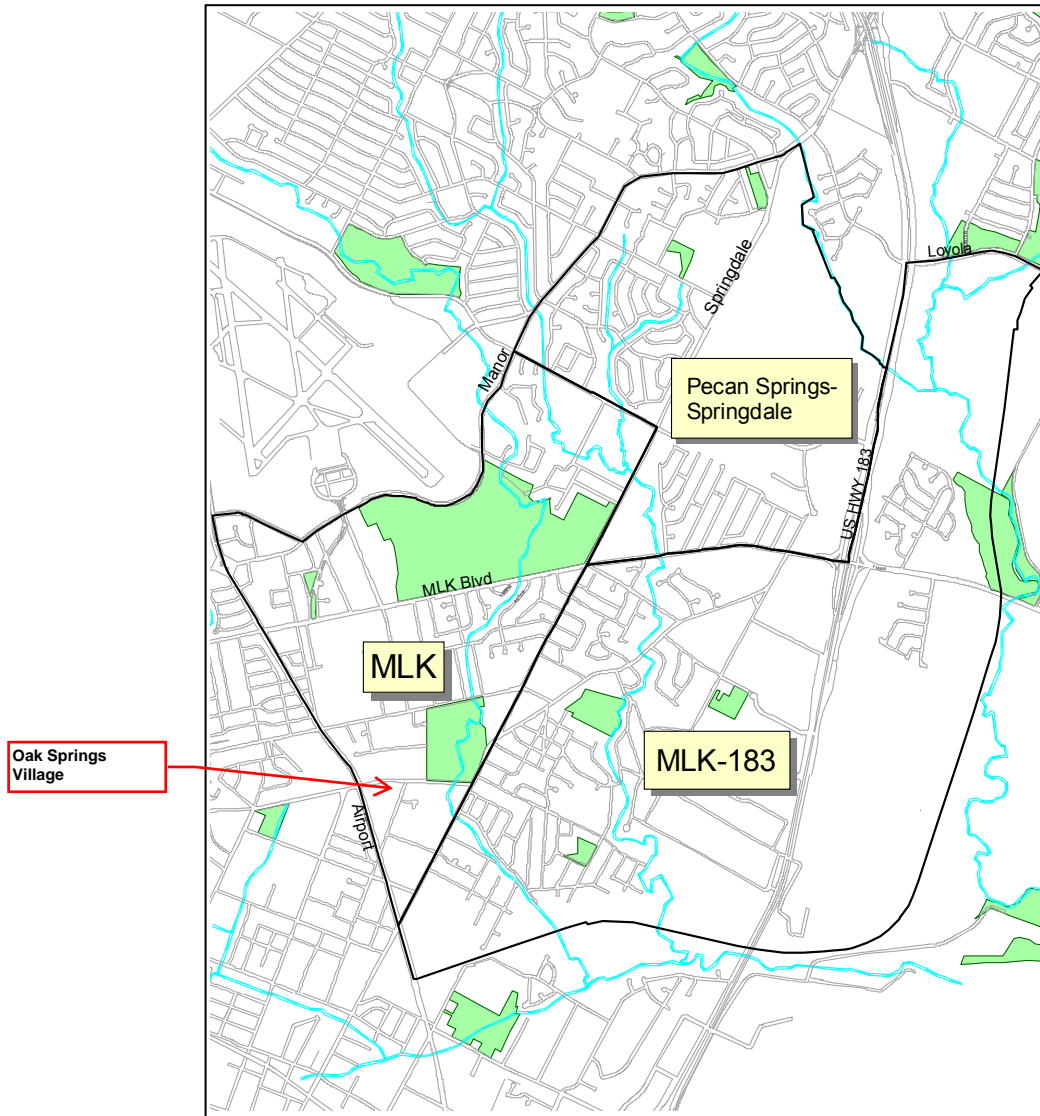 Loyola
Springdale
Manor
Pecan Springs-
Springdale
US HWY 183
MLK Blvd
MLK
MLK-183
Oak Springs
Village
Airport